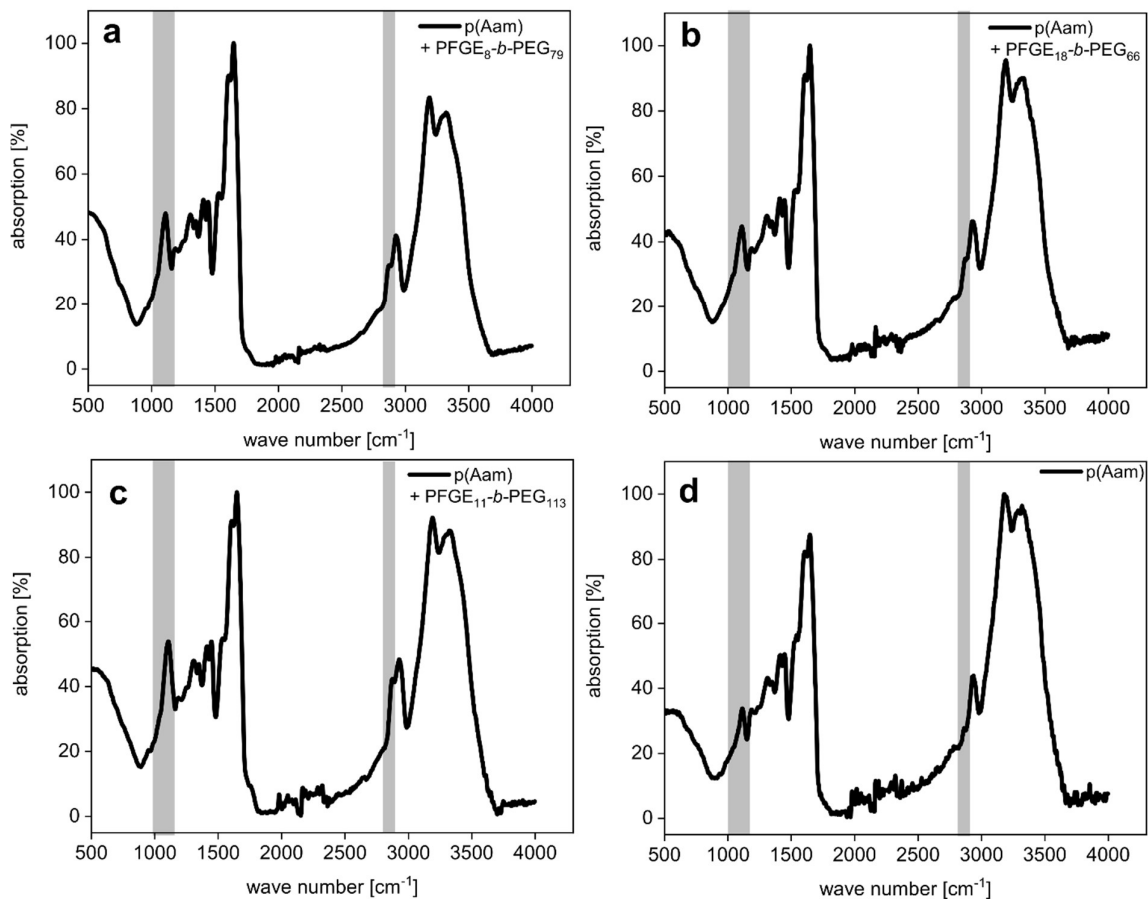 a
p(Aam)
+ PFGE₈-b-PEG₇₉
100
80
60
40
20
0
absorption [%]
500 1000 1500 2000 2500 3000 3500 4000
wave number [cm⁻¹]
b
p(Aam)
+ PFGE₁₈-b-PEG₆₆
100
80
60
40
20
0
absorption [%]
500 1000 1500 2000 2500 3000 3500 4000
wave number [cm⁻¹]
c
p(Aam)
+ PFGE₁₁-b-PEG₁₁₃
100
80
60
40
20
0
absorption [%]
500 1000 1500 2000 2500 3000 3500 4000
wave number [cm⁻¹]
d
p(Aam)
100
80
60
40
20
0
absorption [%]
500 1000 1500 2000 2500 3000 3500 4000
wave number [cm⁻¹]